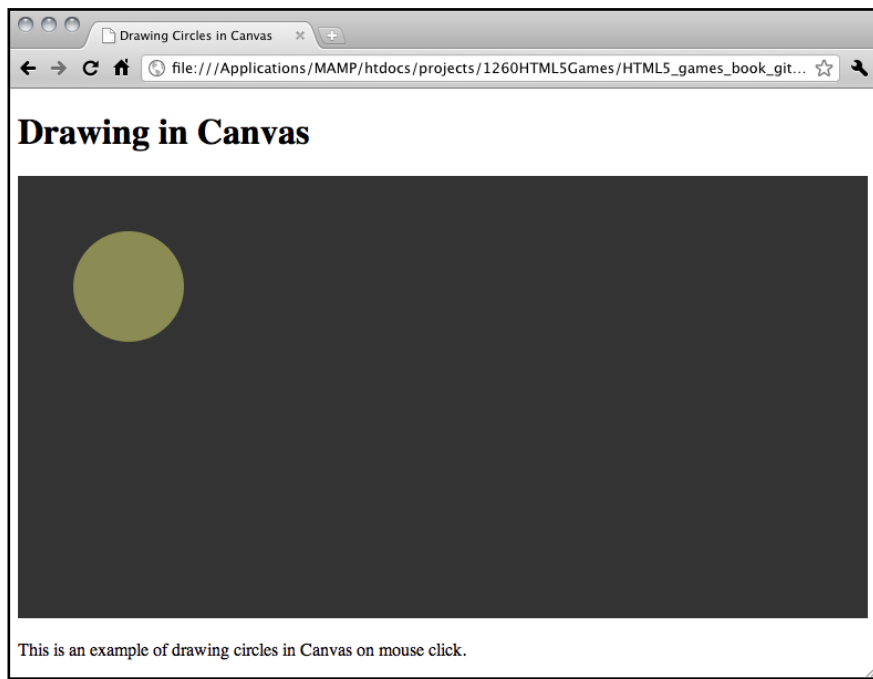 Drawing Circles in Canvas
file:///Applications/MAMP/htdocs/projects/1260HTML5Games/HTML5_games_book_git...
Drawing in Canvas
This is an example of drawing circles in Canvas on mouse click.